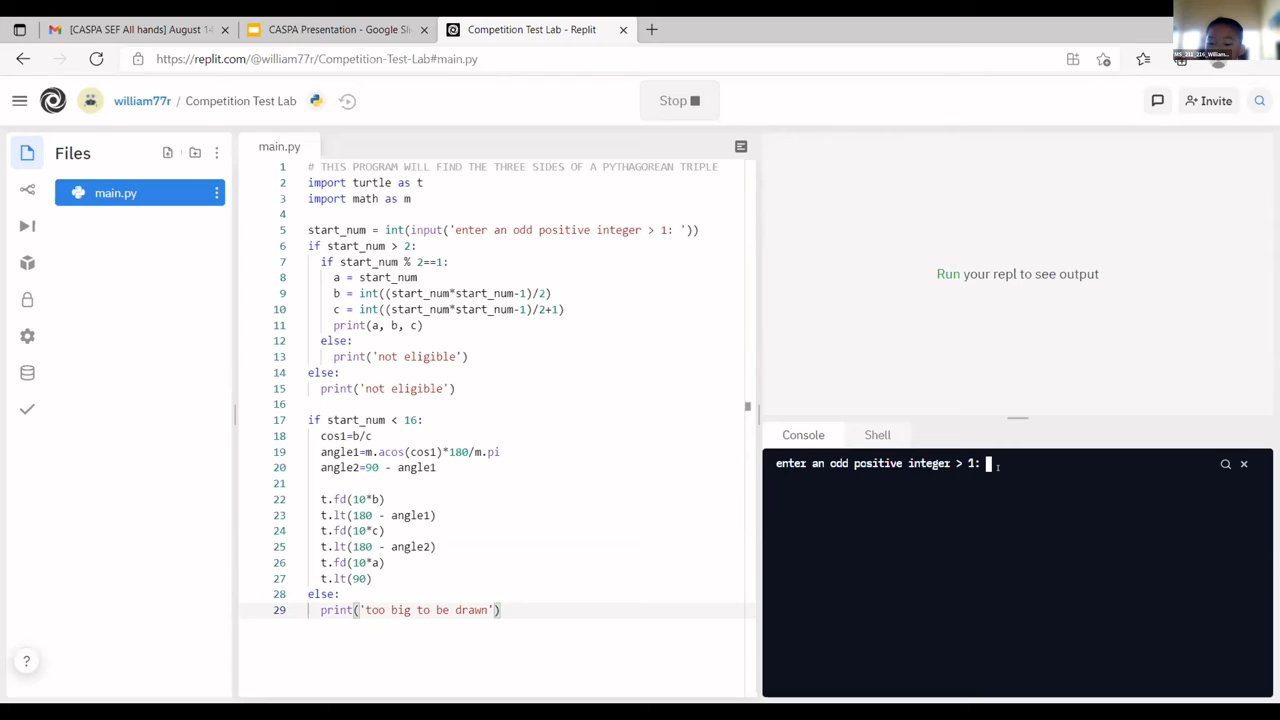 [CASPA SEF All hands] August 14
CASPA Presentation - Google Sli
Competition Test Lab - Replit
https://replit.com/@william77r/Competition-Test-Lab#main.py
william77r / Competition Test Lab
Stop
Invite
Files
main.py
main.py
1 # THIS PROGRAM WILL FIND THE THREE SIDES OF A PYTHAGOREAN TRIPLE
2 import turtle as t
3 import math as m
4
5 start_num = int(input('enter an odd positive integer > 1: '))
6 if start_num > 2:
7 if start_num % 2==1:
8 a = start_num
9 b = int((start_num*start_num-1)/2)
10 c = int((start_num*start_num-1)/2+1)
11 print(a, b, c)
12 else:
13 print('not eligible')
14 else:
15 print('not eligible')
16
17 if start_num < 16:
18 cos1=b/c
19 angle1=m.acos(cos1)*180/m.pi
20 angle2=90 - angle1
21
22 t.fd(10*b)
23 t.lt(180 - angle1)
24 t.fd(10*c)
25 t.lt(180 - angle2)
26 t.fd(10*a)
27 t.lt(90)
28 else:
29 print('too big to be drawn')
Run your repl to see output
Console
Shell
enter an odd positive integer > 1:
?